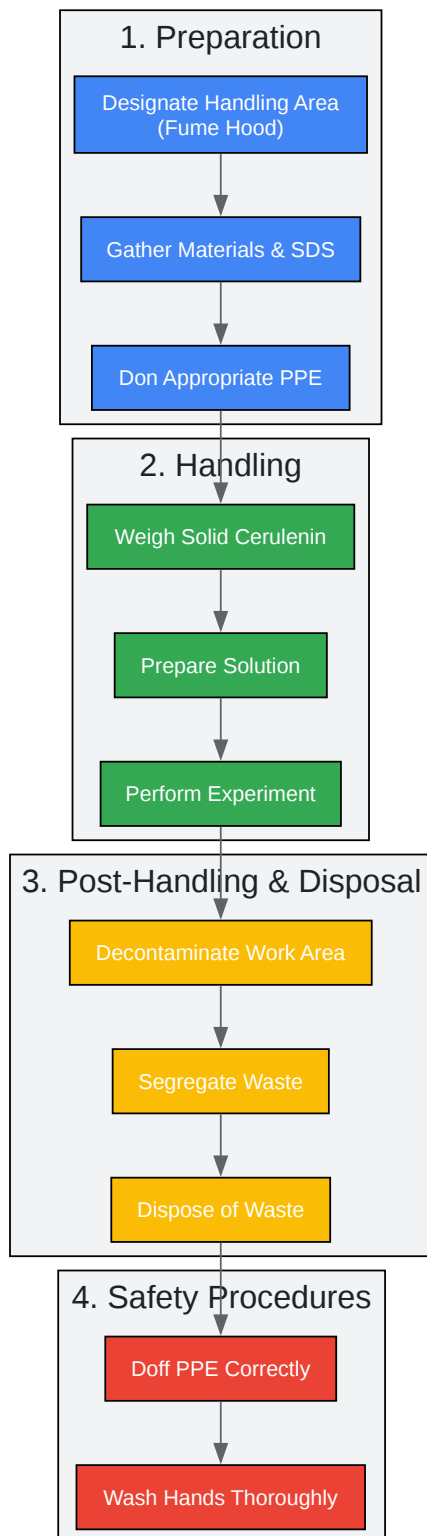 1. Preparation
Designate Handling Area
(Fume Hood)
Gather Materials & SDS
Don Appropriate PPE
2. Handling
Weigh Solid Cerulenin
Prepare Solution
Perform Experiment
3. Post-Handling & Disposal
Decontaminate Work Area
Segregate Waste
Dispose of Waste
4. Safety Procedures
Doff PPE Correctly
Wash Hands Thoroughly